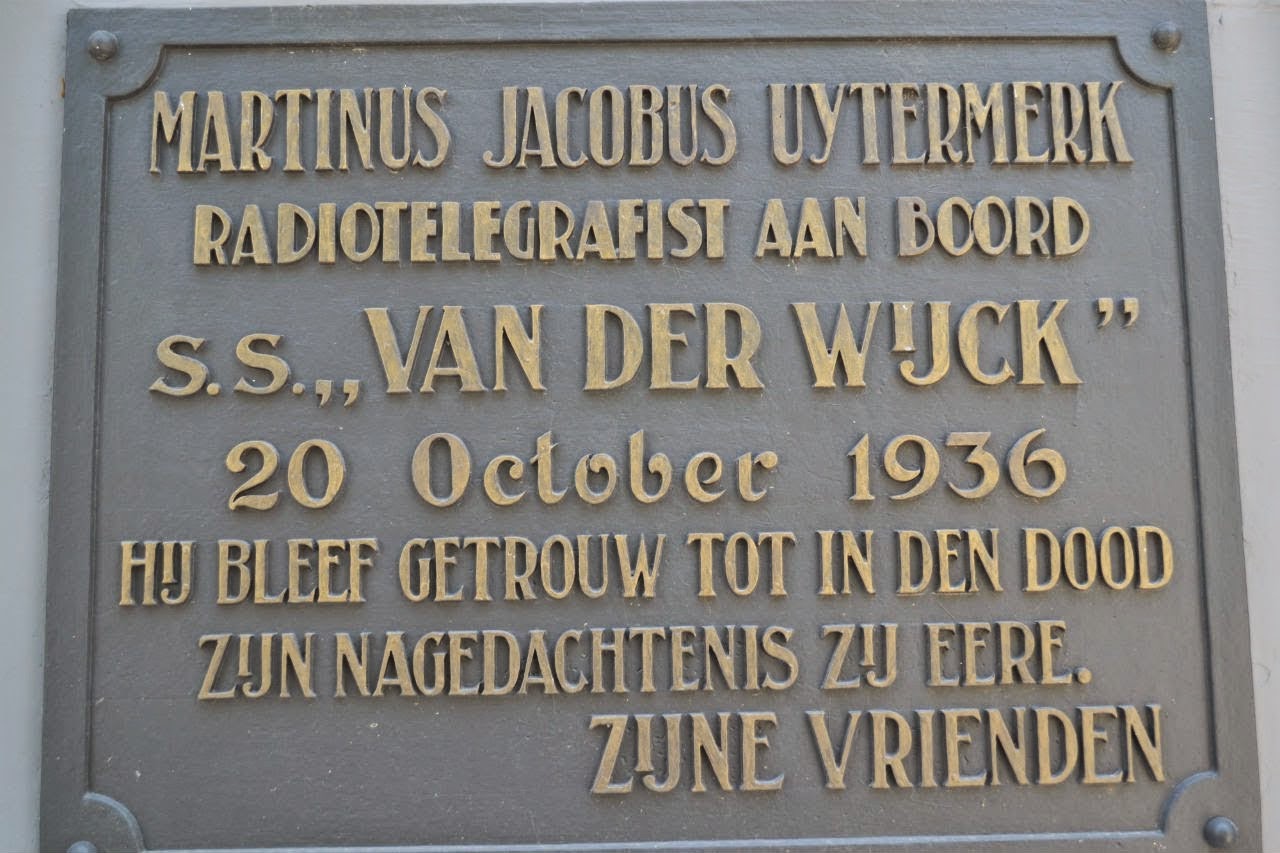 MARTINUS JACOBUS UYTERMERK
RADIOTELEGRAFIST AAN BOORD
S.S. „VAN DER WIJCK”
20 October 1936
HIJ BLEEF GETROUW TOT IN DEN DOOD
ZIJN NAGEDACHTENIS ZIJ EERE.
ZIJNE VRIENDEN